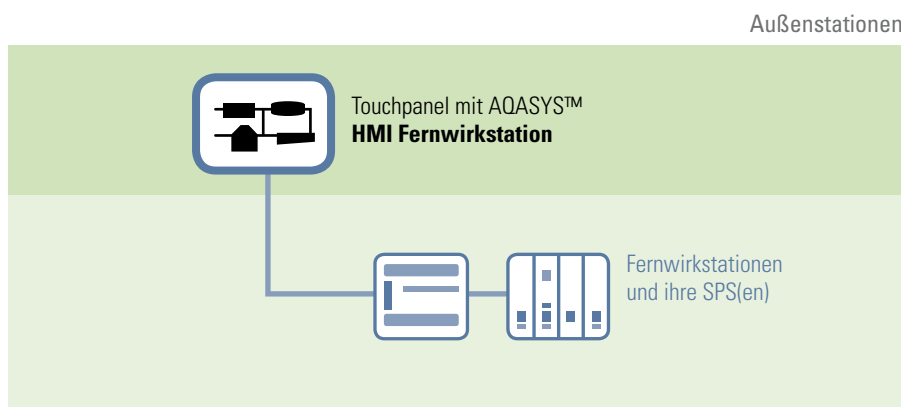 Außenstationen
Touchpanel mit AQASYS™
HMI Fernwirkstation
Fernwirkstationen
und ihre SPS(en)